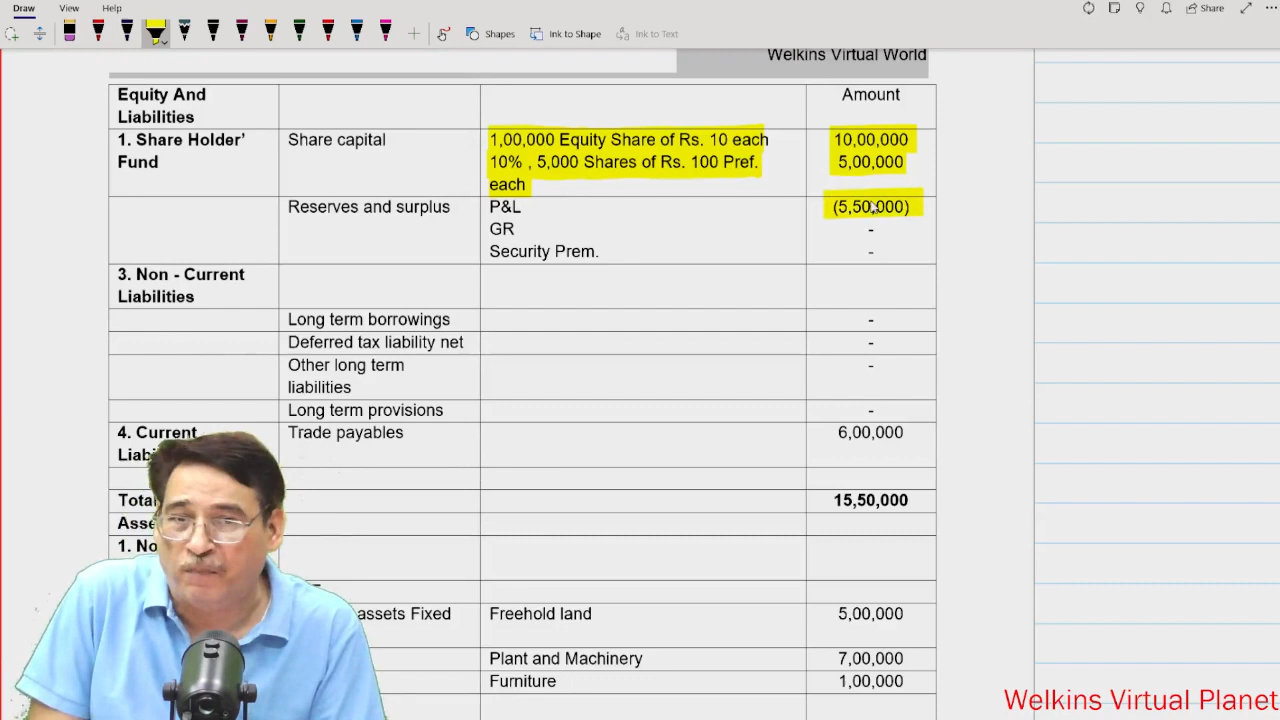 Draw View Help
Shapes Ink to Shape Ink to Text Share
Welkins Virtual World
Equity And Amount
Liabilities
1. Share Holder’ Share capital 1,00,000 Equity Share of Rs. 10 each 10,00,000
Fund 10% , 5,000 Shares of Rs. 100 Pref. 5,00,000
each
Reserves and surplus P&L (5,50,000)
GR -
Security Prem. -
3. Non - Current
Liabilities
Long term borrowings -
Deferred tax liability net -
Other long term -
liabilities
Long term provisions -
4. Current Trade payables 6,00,000
Total 15,50,000
1. No
assets Fixed Freehold land 5,00,000
Plant and Machinery 7,00,000
Furniture 1,00,000
Welkins Virtual Planet